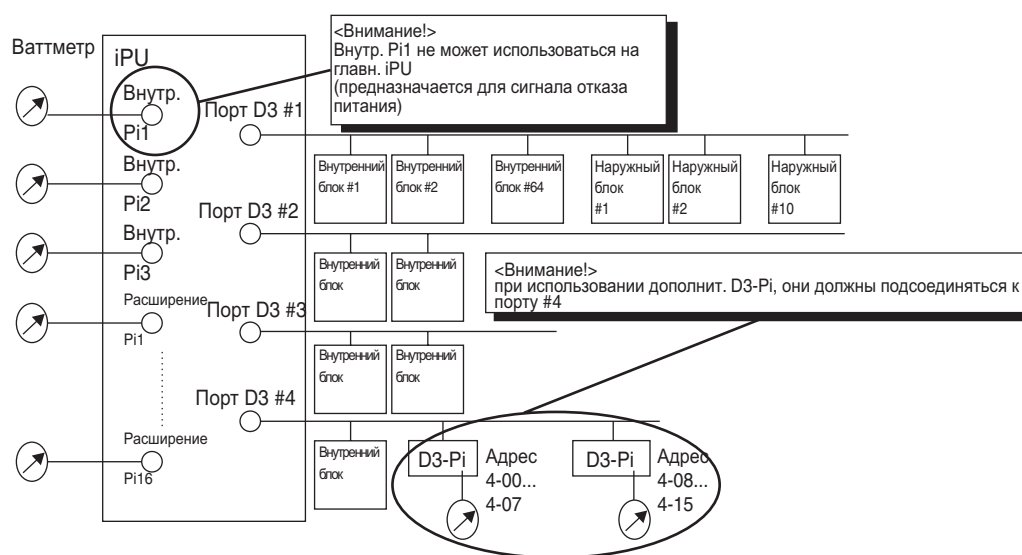 <Внимание!>
Внутр. Pi1 не может использоваться на
главн. iPU
(предназначается для сигнала отказа
питания)
Ваттметр
iPU
Внутр.
Pi1
Порт D3 #1
Внутренний
блок #1
Внутренний
блок #2
Внутренний
блок #64
Наружный
блок
#1
Наружный
блок
#2
Наружный
блок
#10
Внутр.
Pi2
Порт D3 #2
Внутр.
Pi3
Внутренний
блок
Внутренний
блок
<Внимание!>
при использовании дополнит. D3-Pi, они должны подсоединяться к
порту #4
Расширение
Pi1
Порт D3 #3
Внутренний
блок
Внутренний
блок
Порт D3 #4
Расширение
Pi16
Внутренний
блок
D3-Pi
Адрес
4-00...
4-07
D3-Pi
Адрес
4-08...
4-15